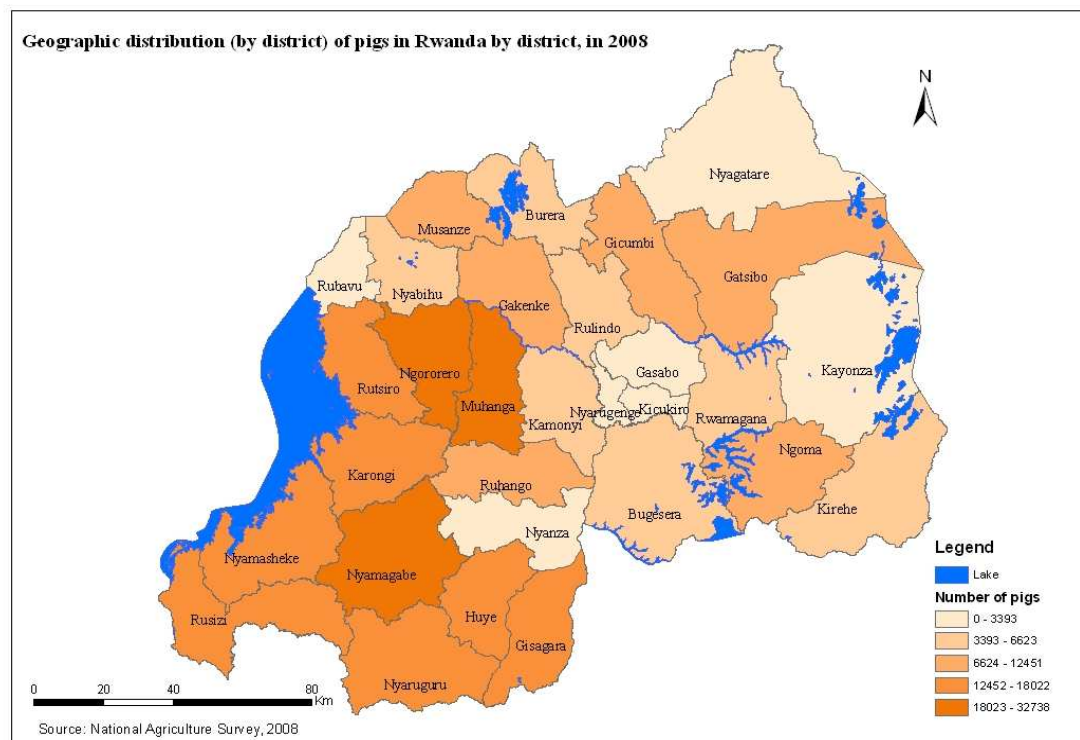 Geographic distribution (by district) of pigs in Rwanda by district, in 2008
N
Nyagatare
Burera
Musanze
Gicumbi
Gatsibo
Rubavu
Nyabihu
Gakenke
Rulindo
Gasabo
Kayonza
Ngororero
Rutsiro
Muhanga
Kamonyi
Nyarugenge
Kicukiro
Rwamagana
Ngoma
Karongi
Ruhango
Bugesera
Kirehe
Nyanza
Nyamasheke
Nyamagabe
Rusizi
Huye
Gisagara
Nyaruguru
Legend
Lake
Number of pigs
0 - 3393
3393 - 6623
6624 - 12451
12452 - 18022
18023 - 32738
0 20 40 60 80
Km
Source: National Agriculture Survey, 2008